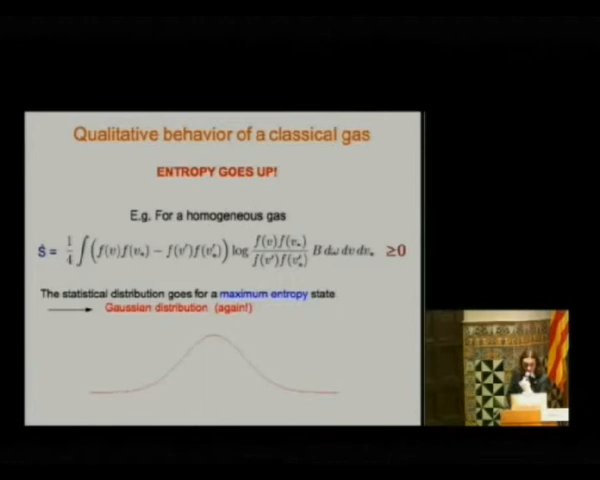 Qualitative behavior of a classical gas
ENTROPY GOES UP!
E.g. For a homogeneous gas
Ṡ = 1/4 ∫ ( f(v)f(v*) − f(v')f(v'*) ) log f(v)f(v*) / f(v')f(v'*) B dω dv dv* ≥0
The statistical distribution goes for a maximum entropy state
Gaussian distribution (again!)